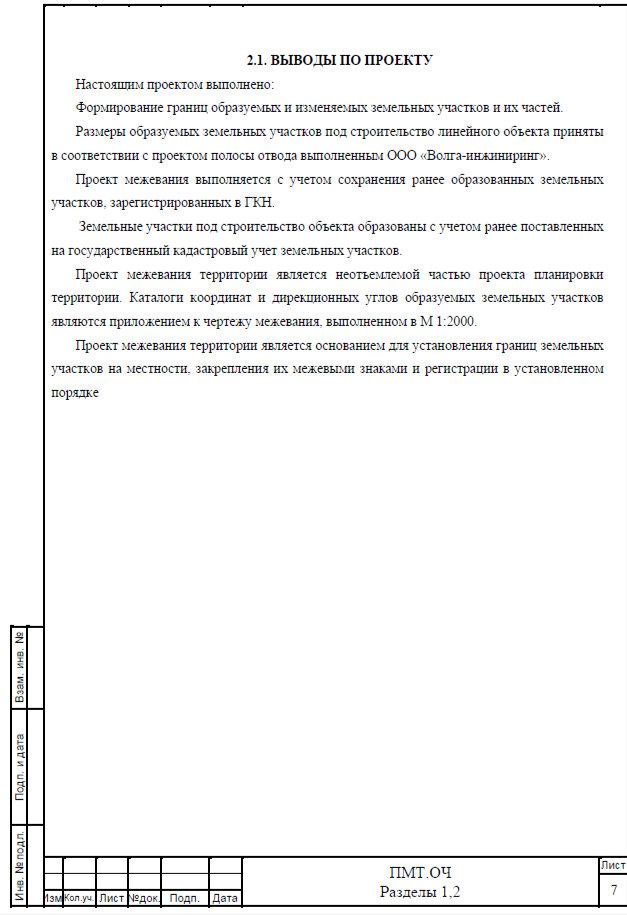 2.1. ВЫВОДЫ ПО ПРОЕКТУ
Настоящим проектом выполнено:
Формирование границ образуемых и изменяемых земельных участков и их частей.
Размеры образуемых земельных участков под строительство линейного объекта приняты
в соответствии с проектом полосы отвода выполненным ООО «Волга-инжиниринг».
Проект межевания выполняется с учетом сохранения ранее образованных земельных
участков, зарегистрированных в ГКН.
Земельные участки под строительство объекта образованы с учетом ранее поставленных
на государственный кадастровый учет земельных участков.
Проект межевания территории является неотъемлемой частью проекта планировки
территории. Каталоги координат и дирекционных углов образуемых земельных участков
являются приложением к чертежу межевания, выполненном в М 1:2000.
Проект межевания территории является основанием для установления границ земельных
участков на местности, закрепления их межевыми знаками и регистрации в установленном
порядке
Взам. инв. №
Подп. и дата
Инв. № подл.
Изм Кол.уч. Лист №док. Подп. Дата
ПМТ.ОЧ
Разделы 1,2
Лист
7